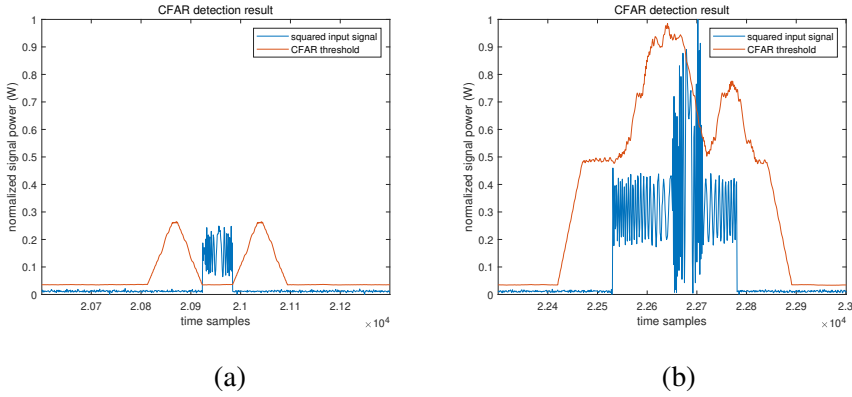 CFAR detection result
1
0.9
0.8
0.7
0.6
0.5
0.4
0.3
0.2
0.1
0
normalized signal power (W)
squared input signal
CFAR threshold
2.07 2.08 2.09 2.1 2.11 2.12
time samples
×10⁴
(a)
CFAR detection result
1
0.9
0.8
0.7
0.6
0.5
0.4
0.3
0.2
0.1
0
normalized signal power (W)
squared input signal
CFAR threshold
2.24 2.25 2.26 2.27 2.28 2.29 2.3
time samples
×10⁴
(b)